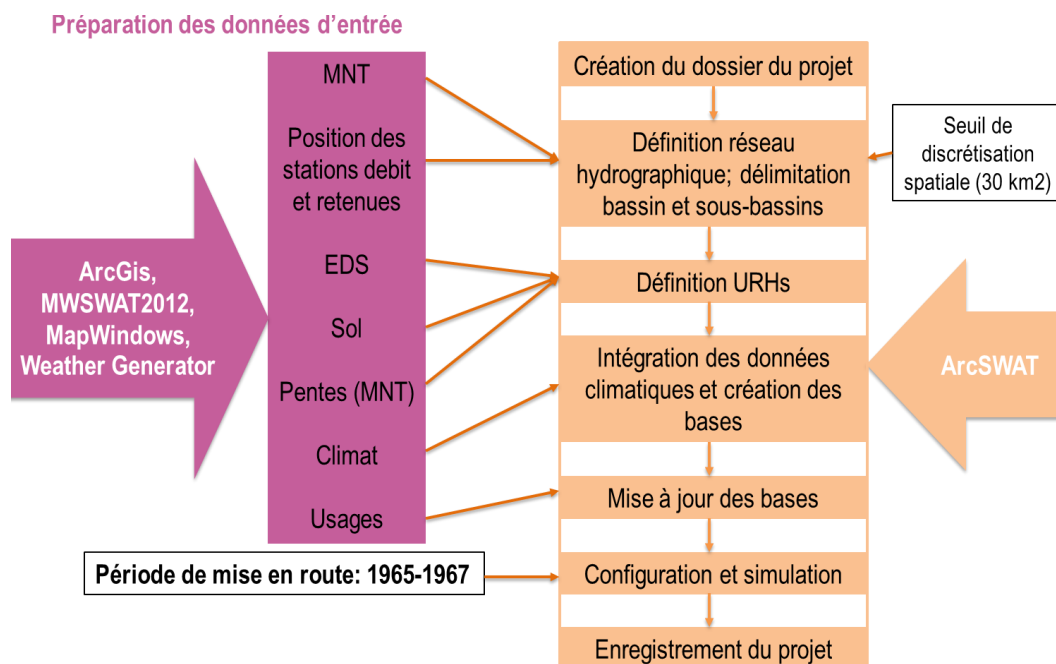 Préparation des données d'entrée
MNT
Position des
stations debit
et retenues
EDS
Sol
Pentes (MNT)
Climat
Usages
ArcGis,
MWSWAT2012,
MapWindows,
Weather Generator
Période de mise en route: 1965-1967
Création du dossier du projet
Définition réseau
hydrographique; délimitation
bassin et sous-bassins
Définition URHs
Intégration des données
climatiques et création des
bases
Mise à jour des bases
Configuration et simulation
Enregistrement du projet
Seuil de
discrétisation
spatiale (30 km2)
ArcSWAT